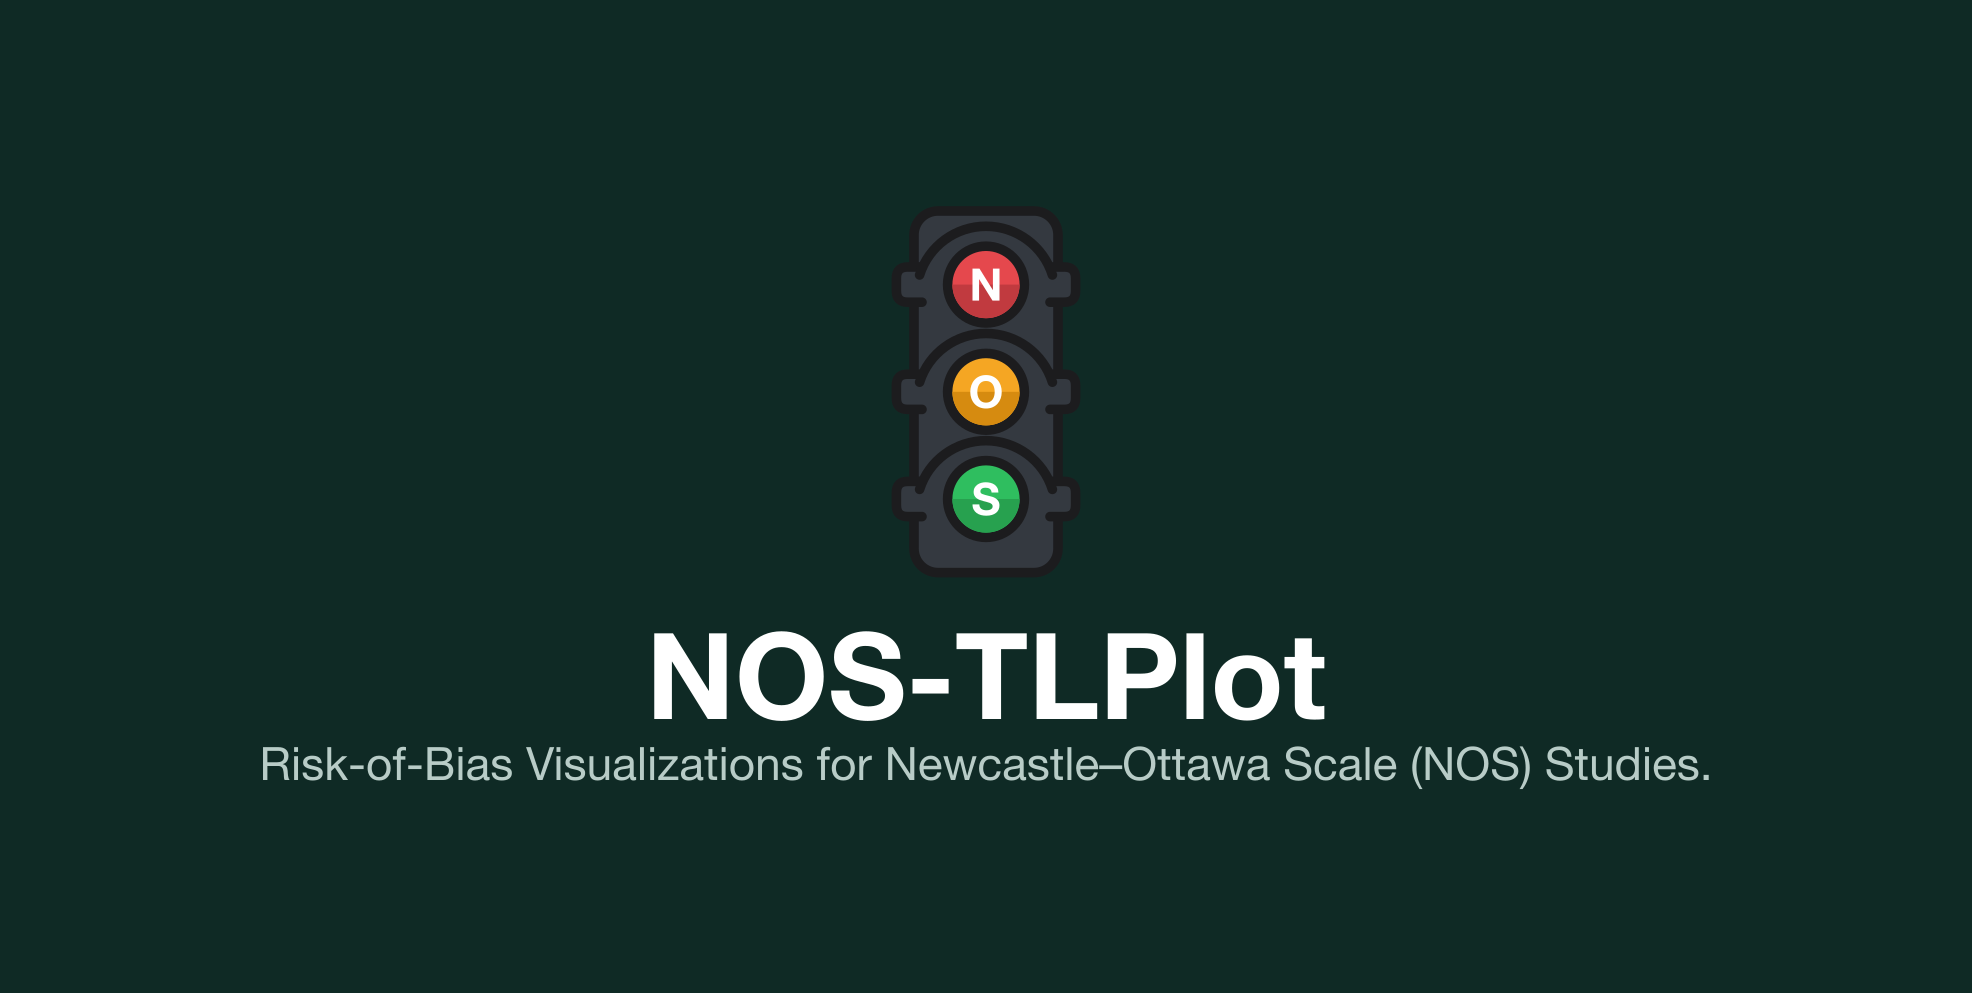 N
O
S
NOS-TLPlot
Risk-of-Bias Visualizations for Newcastle–Ottawa Scale (NOS) Studies.